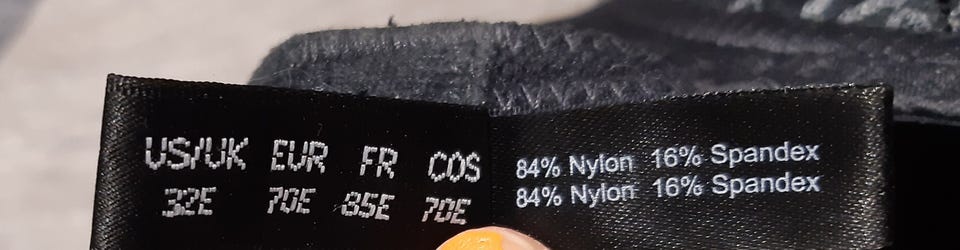 US/UK EUR FR COS
32E 70E 85E 70E
84% Nylon 16% Spandex
84% Nylon 16% Spandex